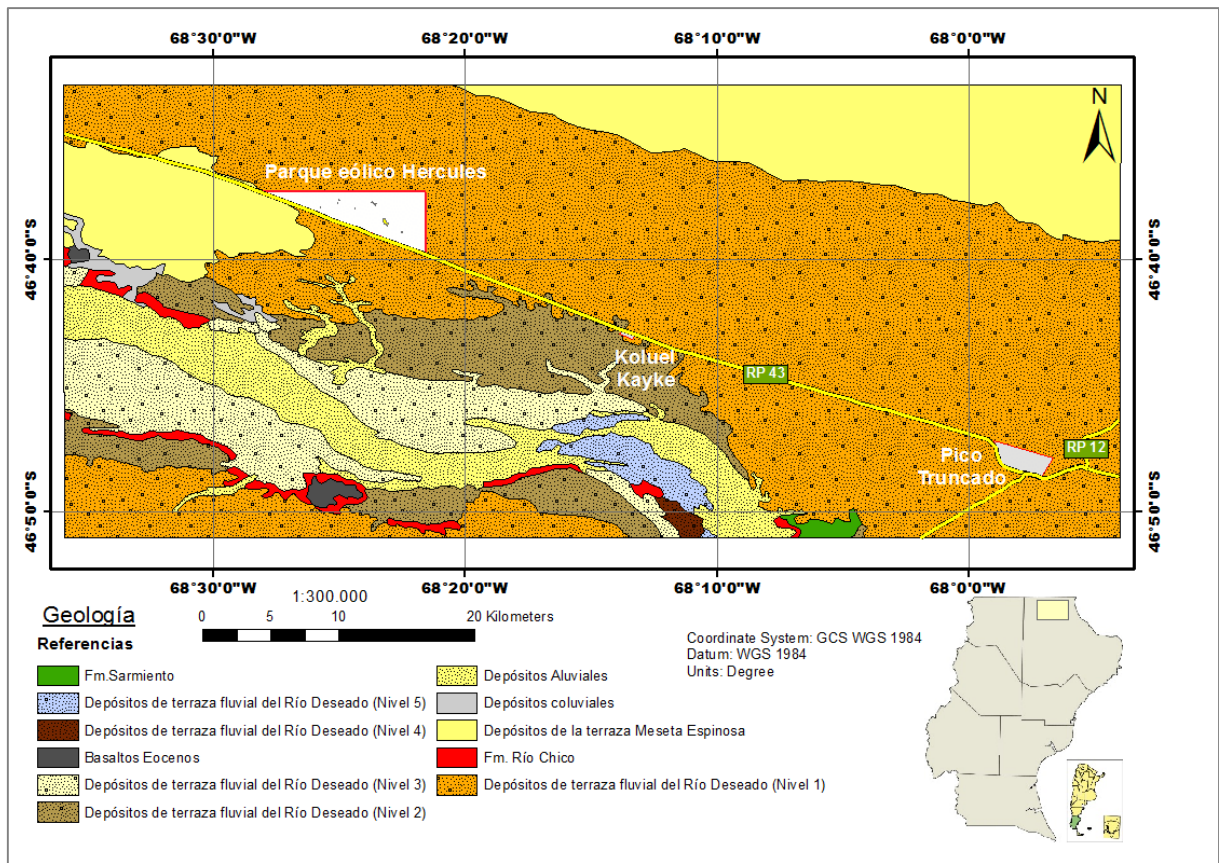 68°30'0"W 68°20'0"W 68°10'0"W 68°0'0"W
N
Parque eólico Hercules
46°40'0"S 46°40'0"S
Koluel
Kayke
RP 43
RP 12
Pico
Truncado
46°50'0"S 46°50'0"S
68°30'0"W 68°20'0"W 68°10'0"W 68°0'0"W
1:300.000
0 5 10 20 Kilometers
Geología
Referencias
Coordinate System: GCS WGS 1984
Datum: WGS 1984
Units: Degree
Fm.Sarmiento
Depósitos de terraza fluvial del Río Deseado (Nivel 5)
Depósitos de terraza fluvial del Río Deseado (Nivel 4)
Basaltos Eocenos
Depósitos de terraza fluvial del Río Deseado (Nivel 3)
Depósitos de terraza fluvial del Río Deseado (Nivel 2)
Depósitos Aluviales
Depósitos coluviales
Depósitos de la terraza Meseta Espinosa
Fm. Río Chico
Depósitos de terraza fluvial del Río Deseado (Nivel 1)